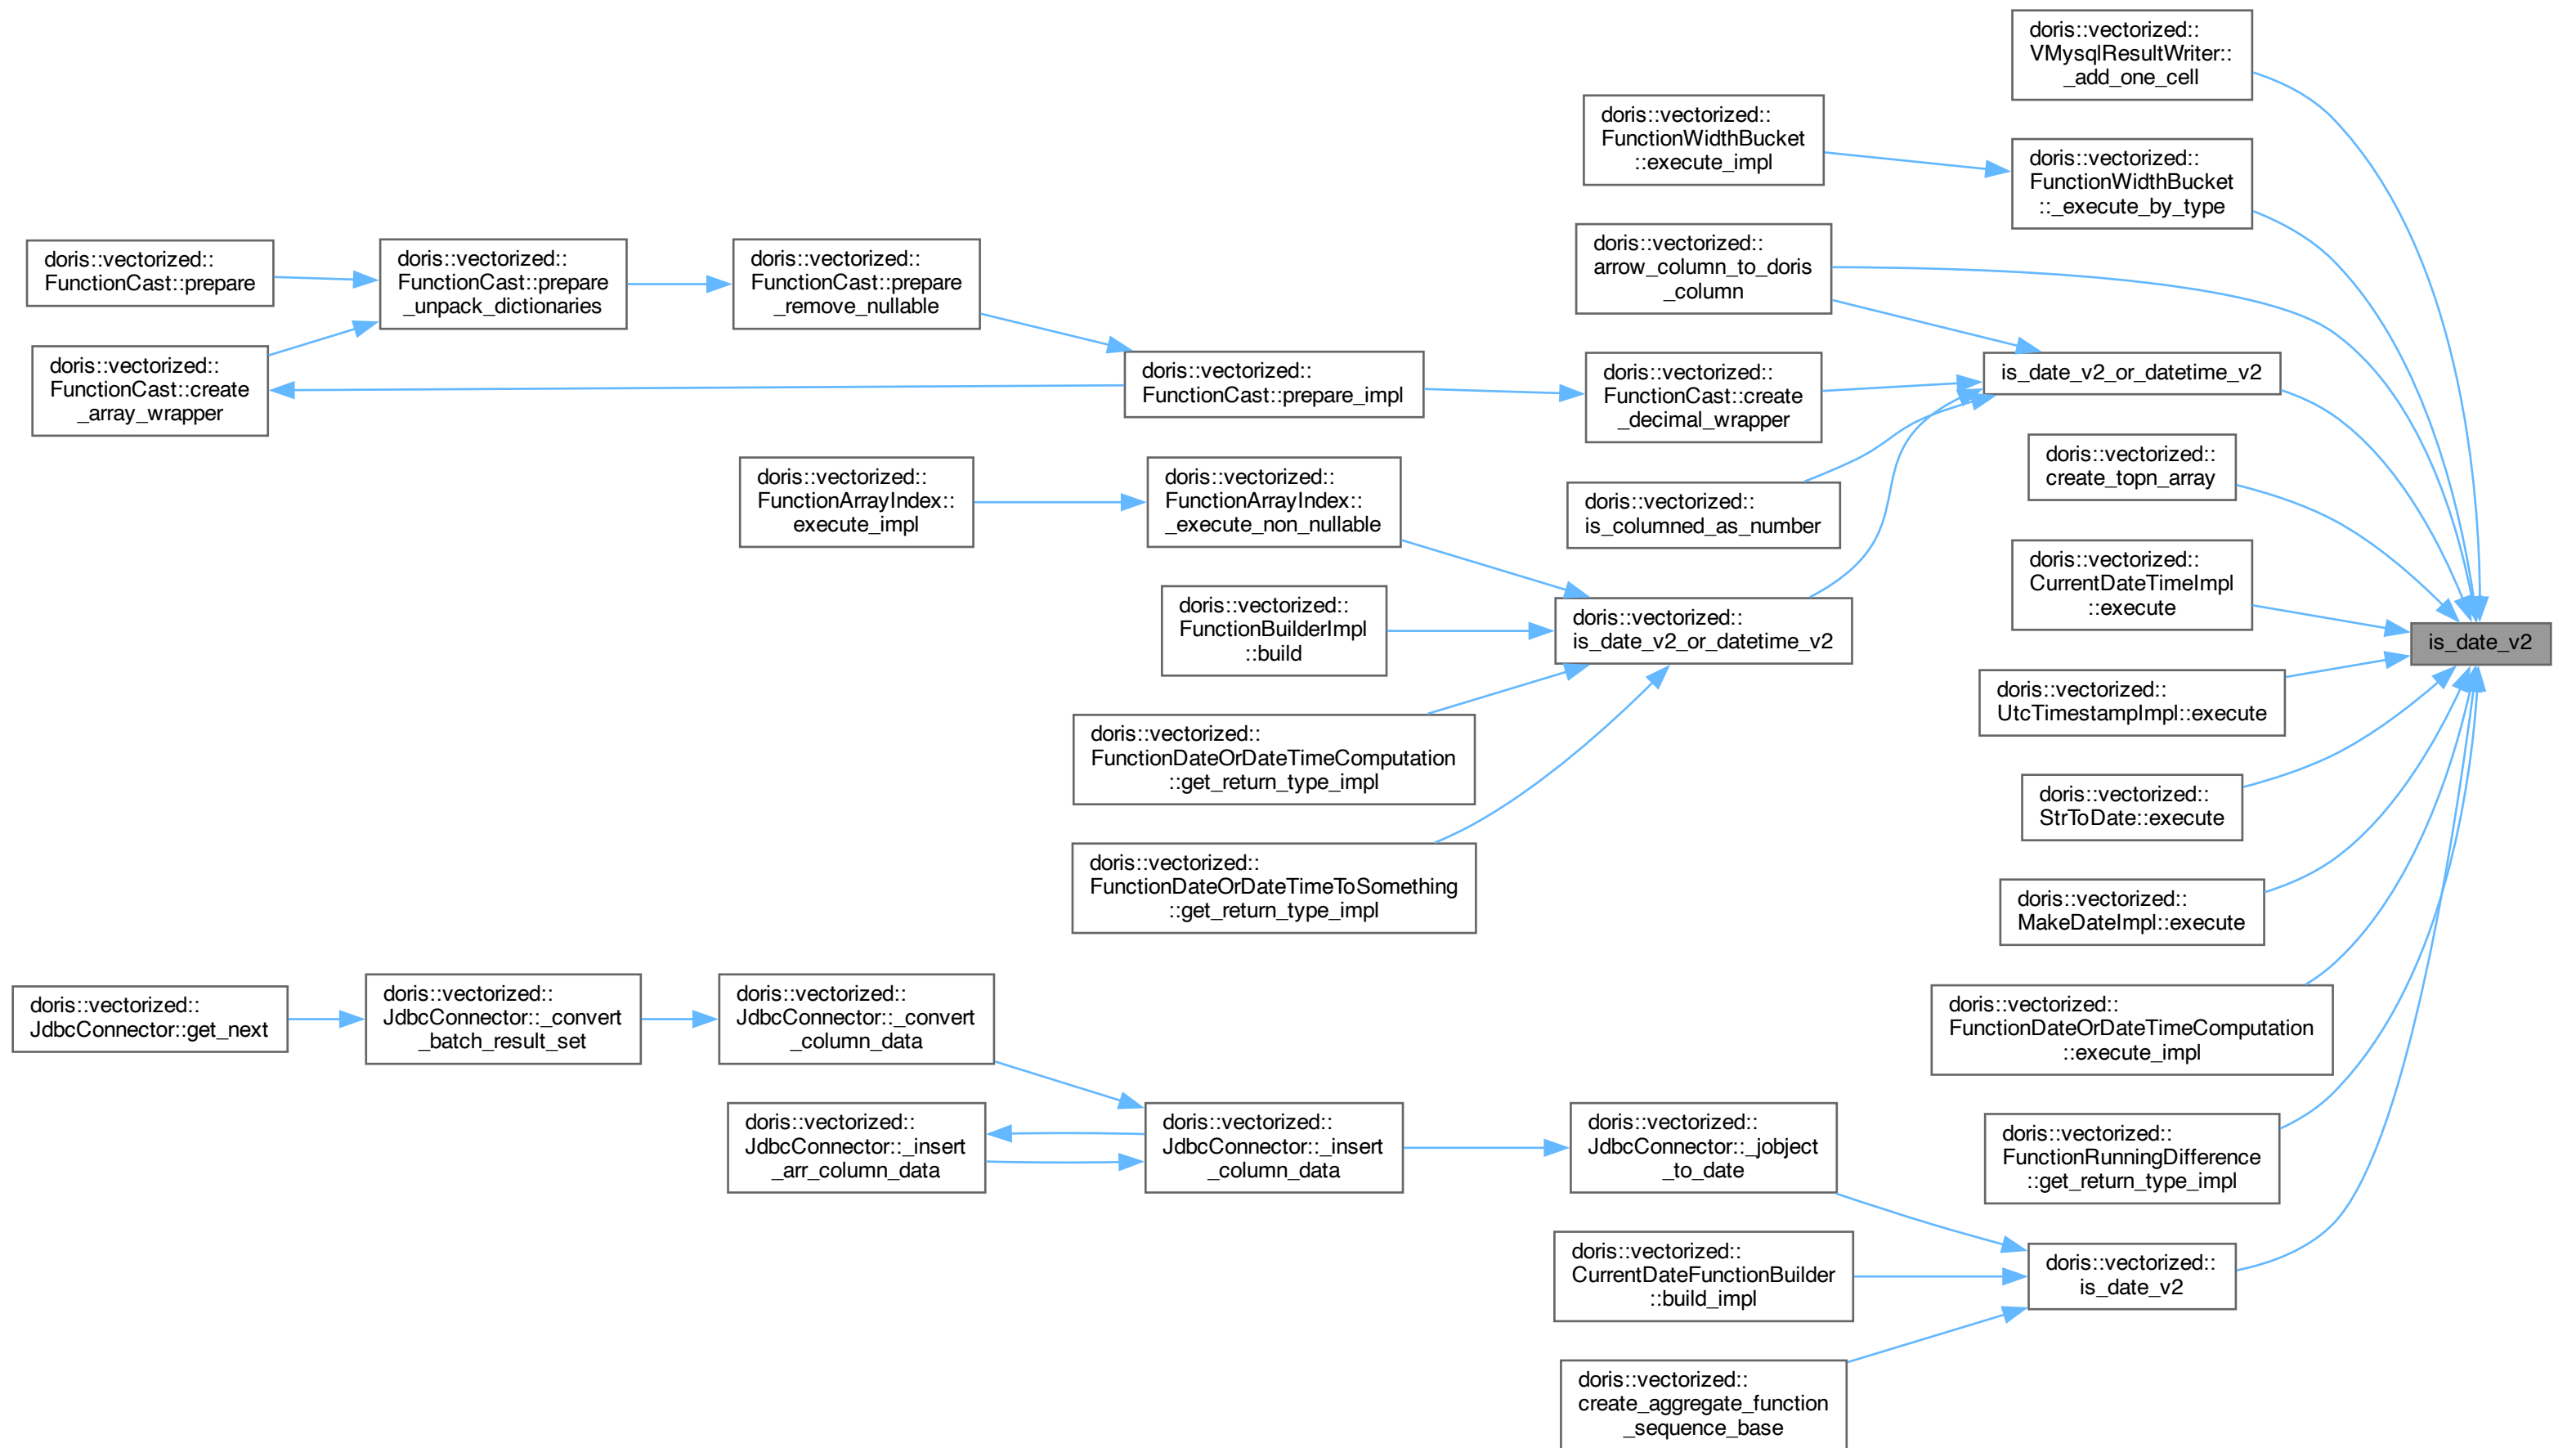 doris::vectorized::
VMysqlResultWriter::
_add_one_cell
doris::vectorized::
FunctionWidthBucket
::execute_impl
doris::vectorized::
FunctionWidthBucket
::_execute_by_type
doris::vectorized::
arrow_column_to_doris
_column
doris::vectorized::
FunctionCast::prepare
doris::vectorized::
FunctionCast::prepare
_unpack_dictionaries
doris::vectorized::
FunctionCast::prepare
_remove_nullable
doris::vectorized::
FunctionCast::create
_array_wrapper
doris::vectorized::
FunctionCast::prepare_impl
doris::vectorized::
FunctionCast::create
_decimal_wrapper
is_date_v2_or_datetime_v2
doris::vectorized::
create_topn_array
doris::vectorized::
FunctionArrayIndex::
execute_impl
doris::vectorized::
FunctionArrayIndex::
_execute_non_nullable
doris::vectorized::
is_columned_as_number
doris::vectorized::
CurrentDateTimeImpl
::execute
doris::vectorized::
FunctionBuilderImpl
::build
doris::vectorized::
is_date_v2_or_datetime_v2
is_date_v2
doris::vectorized::
UtcTimestampImpl::execute
doris::vectorized::
FunctionDateOrDateTimeComputation
::get_return_type_impl
doris::vectorized::
StrToDate::execute
doris::vectorized::
FunctionDateOrDateTimeToSomething
::get_return_type_impl
doris::vectorized::
MakeDateImpl::execute
doris::vectorized::
JdbcConnector::get_next
doris::vectorized::
JdbcConnector::_convert
_batch_result_set
doris::vectorized::
JdbcConnector::_convert
_column_data
doris::vectorized::
FunctionDateOrDateTimeComputation
::execute_impl
doris::vectorized::
JdbcConnector::_insert
_arr_column_data
doris::vectorized::
JdbcConnector::_insert
_column_data
doris::vectorized::
JdbcConnector::_jobject
_to_date
doris::vectorized::
FunctionRunningDifference
::get_return_type_impl
doris::vectorized::
CurrentDateFunctionBuilder
::build_impl
doris::vectorized::
is_date_v2
doris::vectorized::
create_aggregate_function
_sequence_base